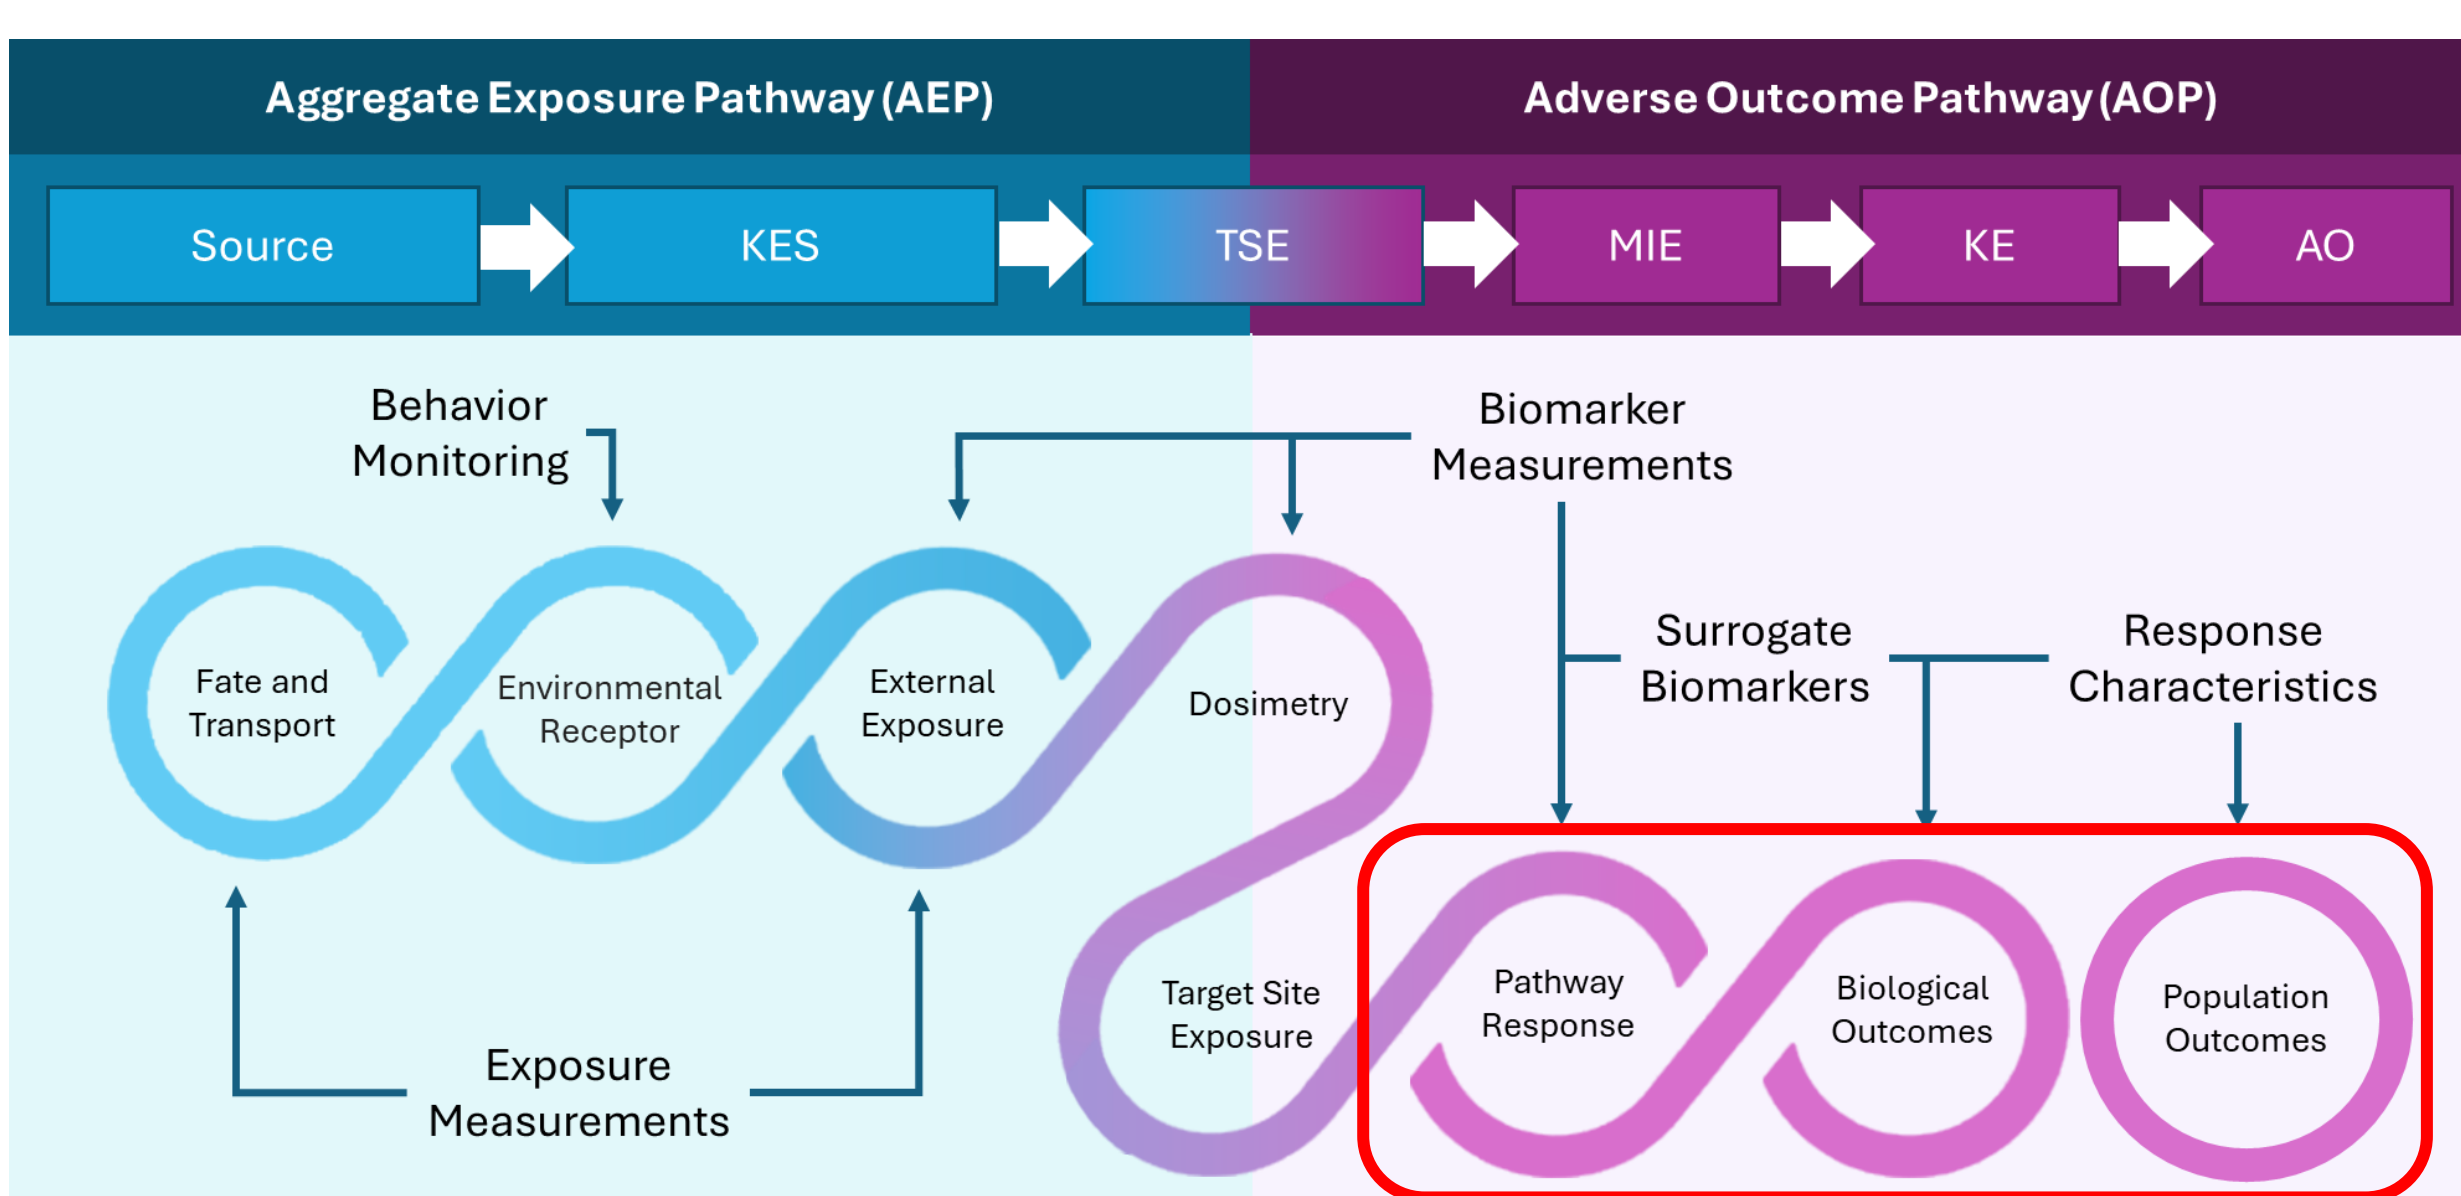 Aggregate Exposure Pathway (AEP)
Adverse Outcome Pathway (AOP)
Source
KES
TSE
MIE
KE
AO
Behavior
Monitoring
Biomarker
Measurements
Surrogate
Biomarkers
Response
Characteristics
Fate and
Transport
Environmental
Receptor
External
Exposure
Dosimetry
Target Site
Exposure
Pathway
Response
Biological
Outcomes
Population
Outcomes
Exposure
Measurements